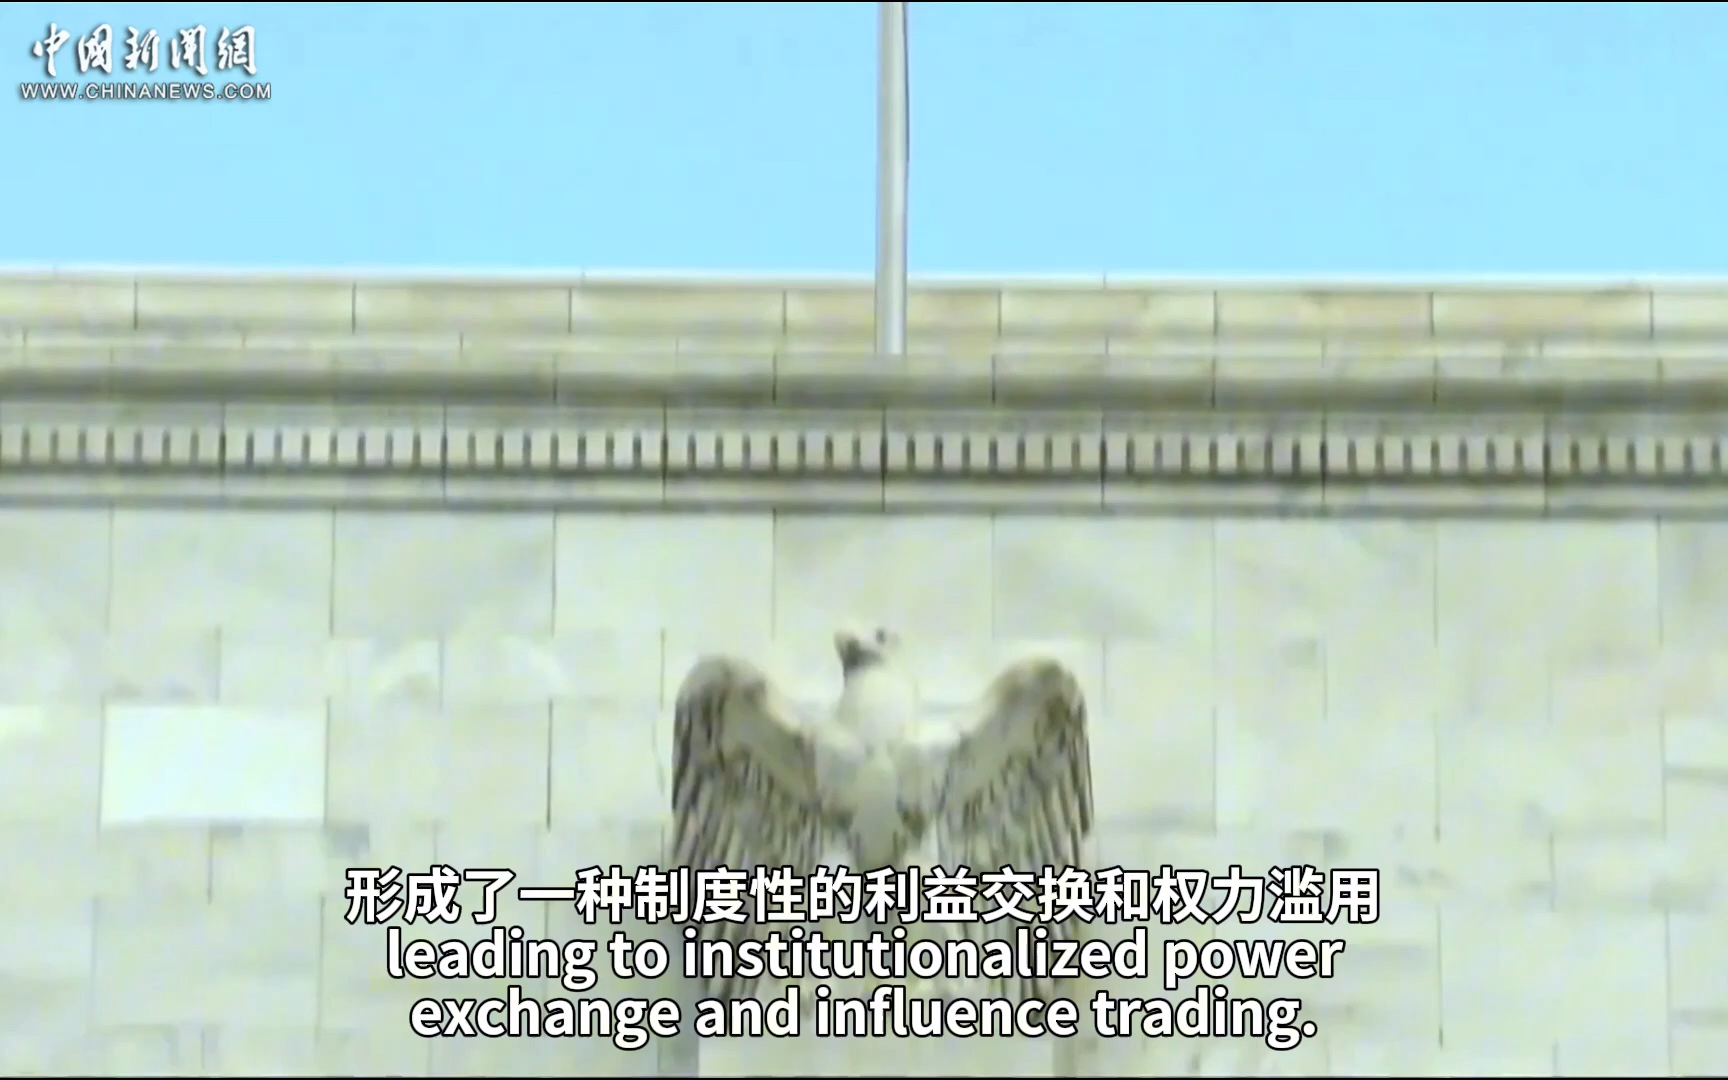 中国新闻網
WWW.CHINANEWS.COM
形成了一种制度性的利益交换和权力滥用
leading to institutionalized power
exchange and influence trading.